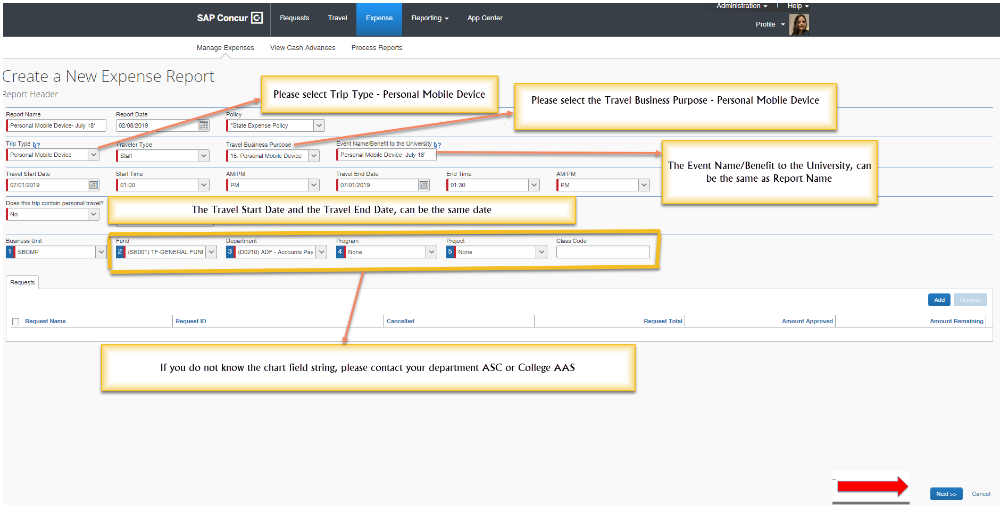 Administration
Help
SAP Concur
Requests
Travel
Expense
Reporting
App Center
Profile
Manage Expenses
View Cash Advances
Process Reports
Create a New Expense Report
Report Header
Please select Trip Type - Personal Mobile Device
Please select the Travel Business Purpose - Personal Mobile Device
Report Name
Report Date
Policy
Personal Mobile Device- July 18'
02/08/2019
*State Expense Policy
Trip Type
Traveler Type
Travel Business Purpose
Event Name/Benefit to the University
Personal Mobile Device
Staff
15. Personal Mobile Device
Personal Mobile Device- July 18'
The Event Name/Benefit to the University, can
be the same as Report Name
Travel Start Date
Start Time
AM/PM
Travel End Date
End Time
AM/PM
07/01/2019
01:00
PM
07/01/2019
01:30
PM
Does this trip contain personal travel?
No
The Travel Start Date and the Travel End Date, can be the same date
Business Unit
Fund
Department
Program
Project
Class Code
1 SBCMP
2 (SB001) TF-GENERAL FUN
3 (D0210) ADF - Accounts Pay
4 None
5 None
Requests
Add
Remove
Request Name
Request ID
Cancelled
Request Total
Amount Approved
Amount Remaining
If you do not know the chart field string, please contact your department ASC or College AAS
Next >>
Cancel